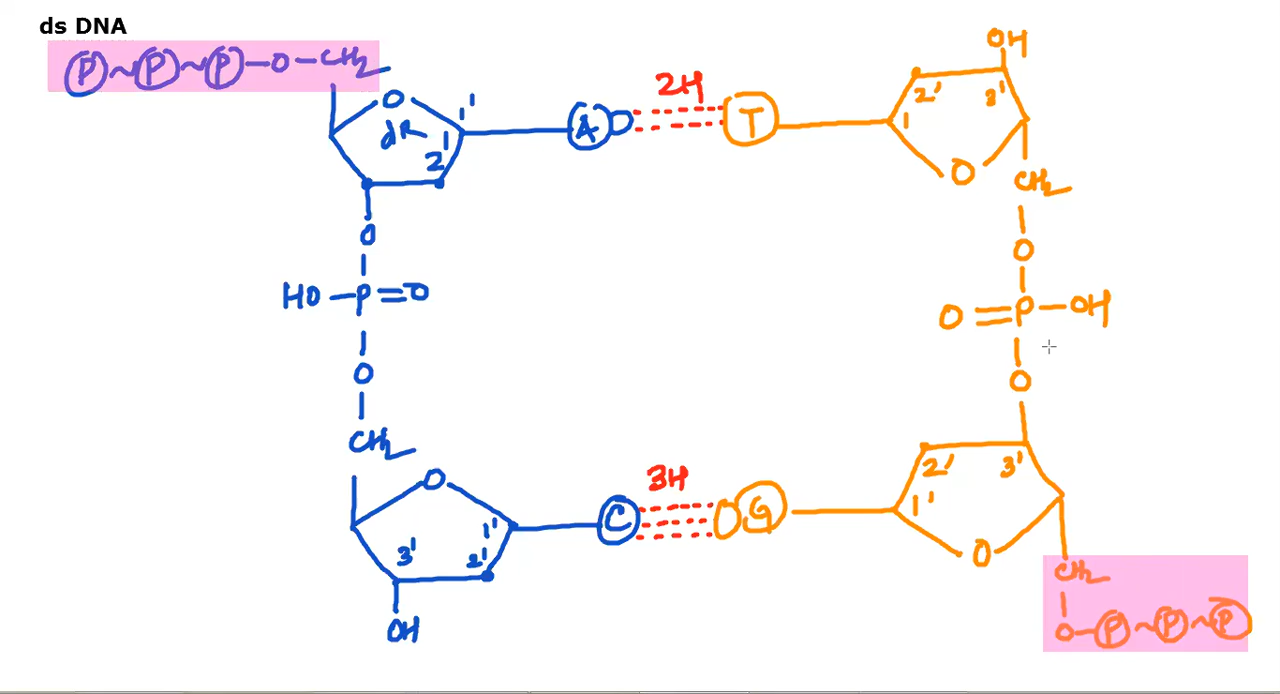 ds DNA
P~P~P-O-CH2
O
dR
1'
1
2
A
2H
T
OH
2' 3'
1
O
CH2
O
HO-P=O
O
CH2
O
O=P-OH
O
O
3' 2' 1'
OH
C
3H
G
2' 3'
1'
O
CH2
O-P~P~P